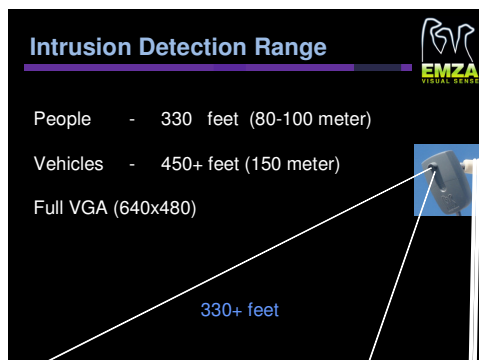 Intrusion Detection Range
EMZA
VISUAL SENSE
People - 330 feet (80-100 meter)
Vehicles - 450+ feet (150 meter)
Full VGA (640x480)
330+ feet